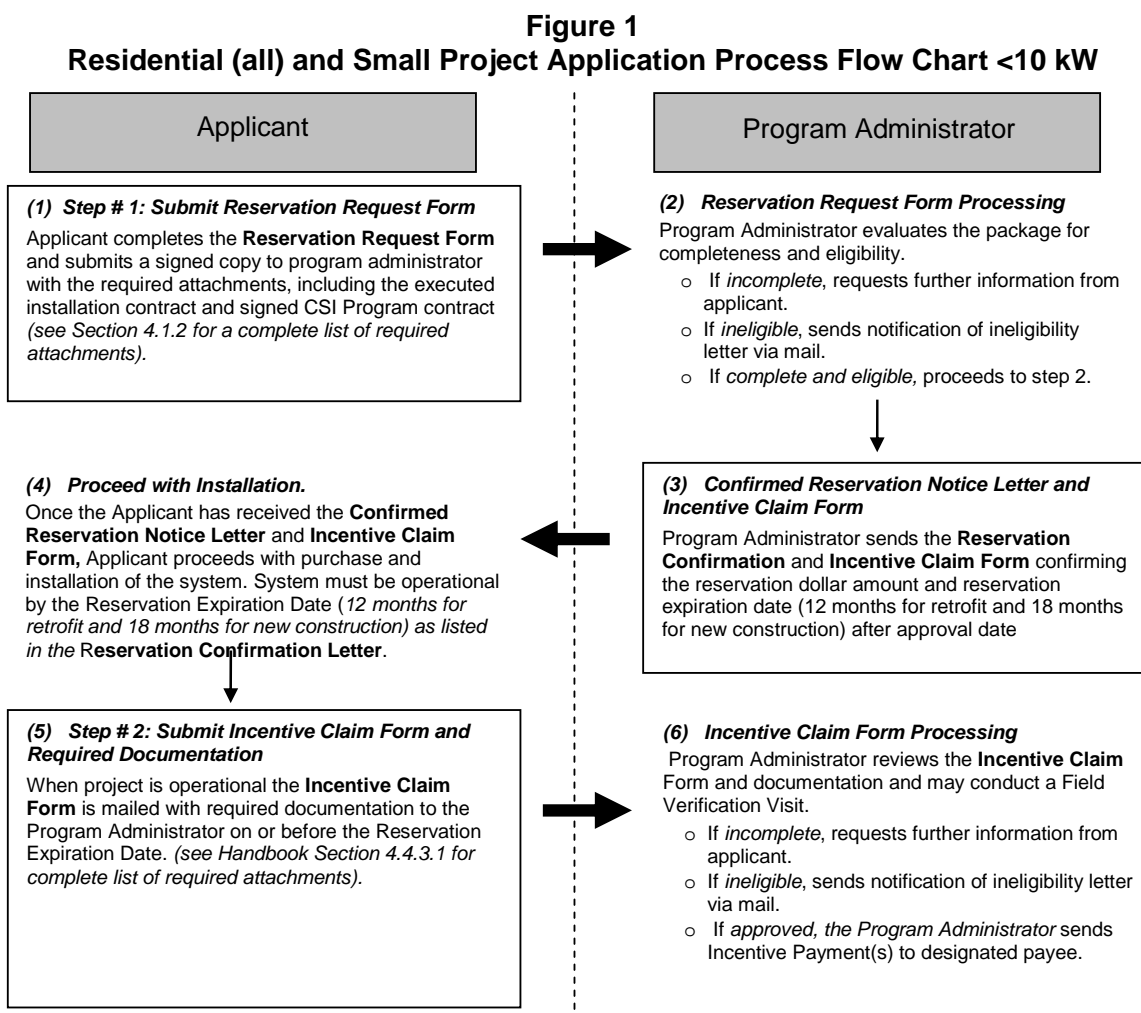 Figure 1
Residential (all) and Small Project Application Process Flow Chart <10 kW
Applicant
Program Administrator
(1) Step # 1: Submit Reservation Request Form
Applicant completes the Reservation Request Form
and submits a signed copy to program administrator
with the required attachments, including the executed
installation contract and signed CSI Program contract
(see Section 4.1.2 for a complete list of required
attachments).
(2) Reservation Request Form Processing
Program Administrator evaluates the package for
completeness and eligibility.
o If incomplete, requests further information from
applicant.
o If ineligible, sends notification of ineligibility
letter via mail.
o If complete and eligible, proceeds to step 2.
(3) Confirmed Reservation Notice Letter and
Incentive Claim Form
Program Administrator sends the Reservation
Confirmation and Incentive Claim Form confirming
the reservation dollar amount and reservation
expiration date (12 months for retrofit and 18 months
for new construction) after approval date
(4) Proceed with Installation.
Once the Applicant has received the Confirmed
Reservation Notice Letter and Incentive Claim
Form, Applicant proceeds with purchase and
installation of the system. System must be operational
by the Reservation Expiration Date (12 months for
retrofit and 18 months for new construction) as listed
in the Reservation Confirmation Letter.
(5) Step # 2: Submit Incentive Claim Form and
Required Documentation
When project is operational the Incentive Claim
Form is mailed with required documentation to the
Program Administrator on or before the Reservation
Expiration Date. (see Handbook Section 4.4.3.1 for
complete list of required attachments).
(6) Incentive Claim Form Processing
Program Administrator reviews the Incentive Claim
Form and documentation and may conduct a Field
Verification Visit.
o If incomplete, requests further information from
applicant.
o If ineligible, sends notification of ineligibility letter
via mail.
o If approved, the Program Administrator sends
Incentive Payment(s) to designated payee.